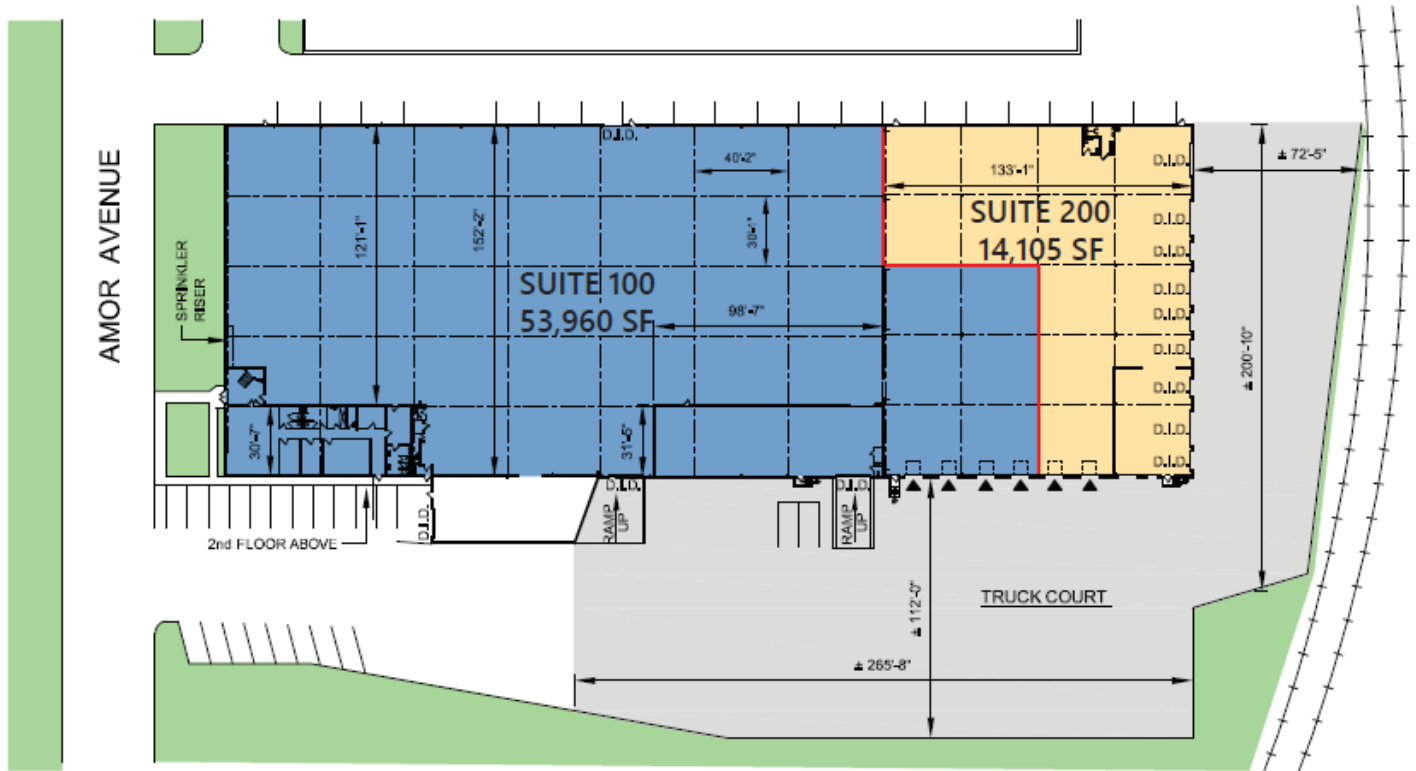 AMOR AVENUE
SPRINKLER
RISER
D.I.D.
121'-1"
152'-2"
40'-2"
30'-1"
SUITE 100
53,960 SF
98'-7"
133'-1"
SUITE 200
14,105 SF
D.I.D.
D.I.D.
D.I.D.
D.I.D.
D.I.D.
D.I.D.
D.I.D.
D.I.D.
D.I.D.
± 72'-5"
± 200'-10"
30'-7"
31'-5"
2nd FLOOR ABOVE
D.I.D.
D.I.D.
RAMP
UP
D.I.D.
RAMP
UP
± 112'-0"
TRUCK COURT
± 265'-8"